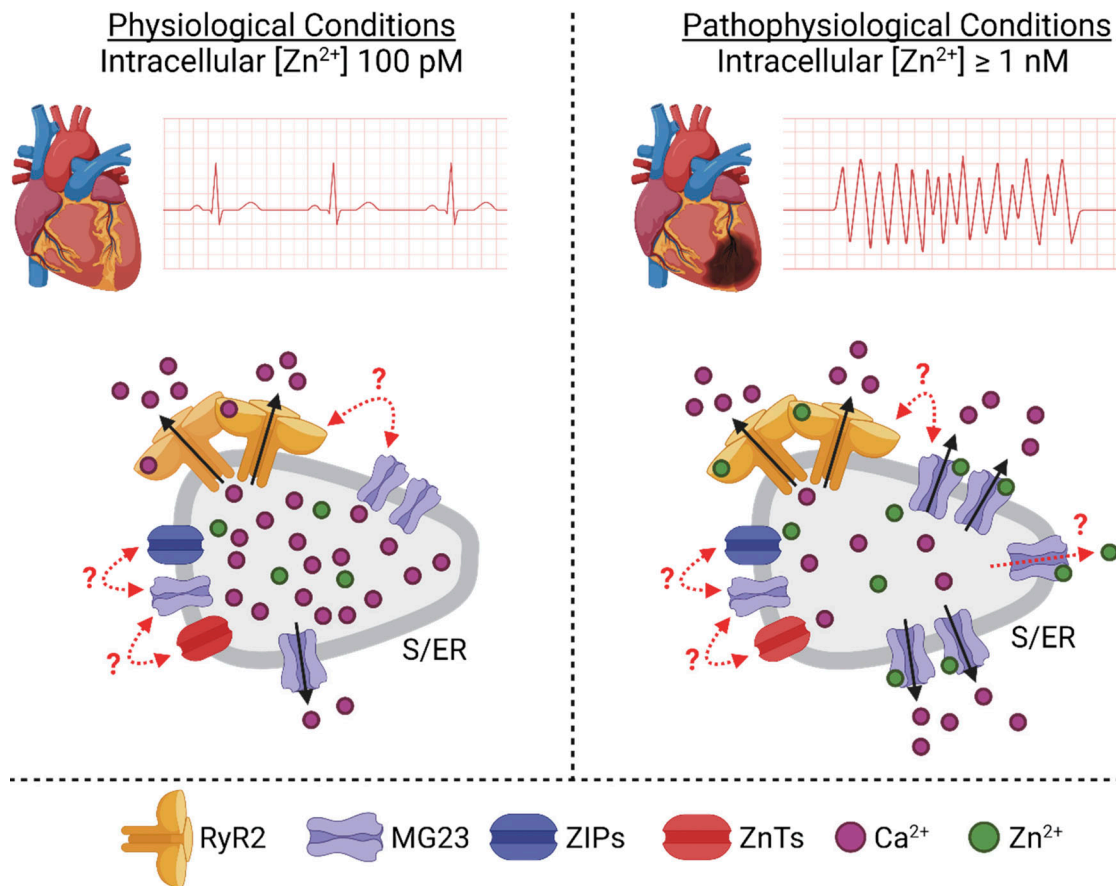 Physiological Conditions
Intracellular [Zn²⁺] 100 pM
Pathophysiological Conditions
Intracellular [Zn²⁺] ≥ 1 nM
?
?
?
S/ER
?
?
?
?
S/ER
RyR2
MG23
ZIPs
ZnTs
Ca²⁺
Zn²⁺